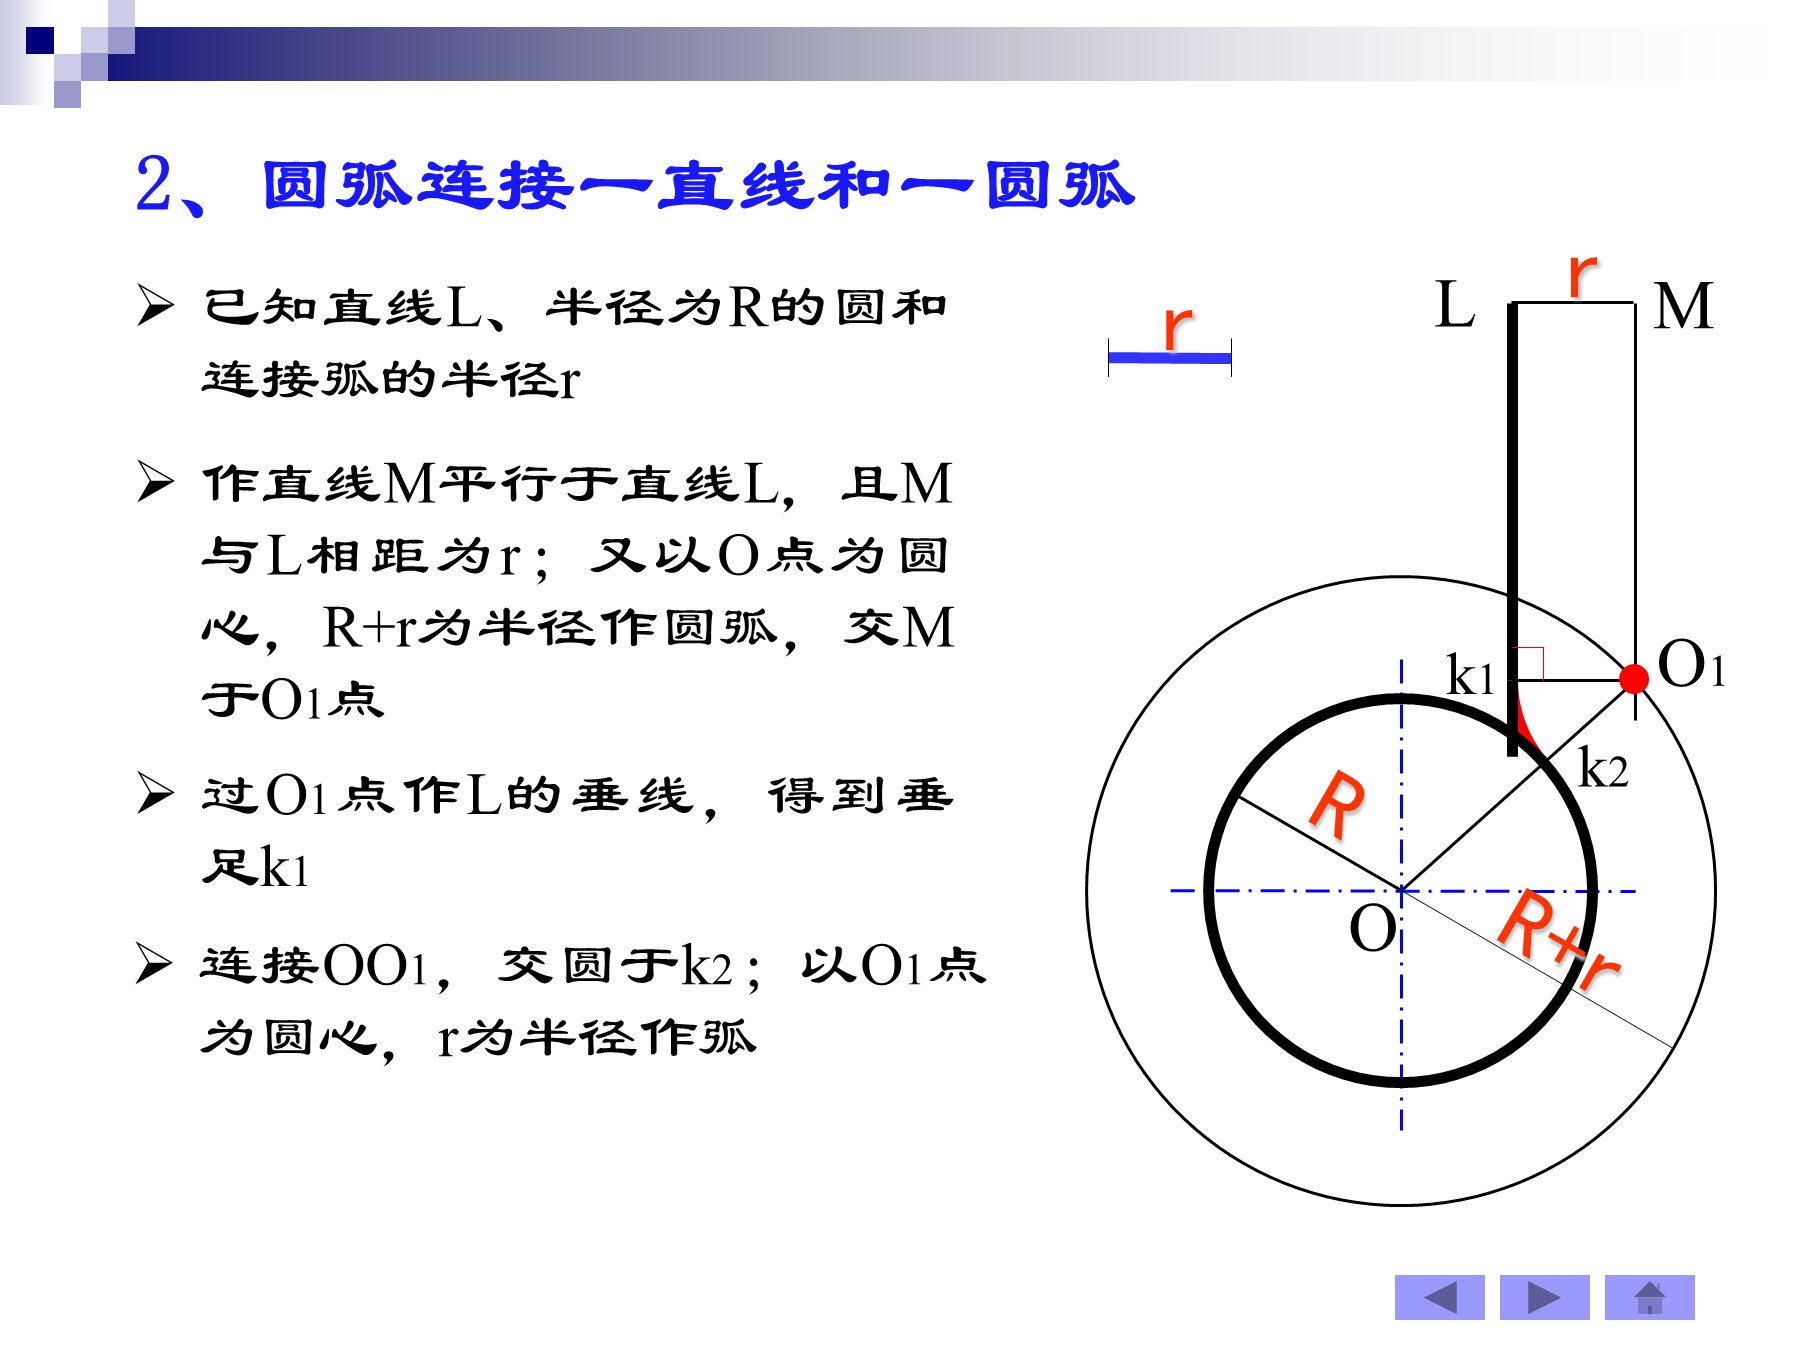 2、圆弧连接一直线和一圆弧
已知直线L、半径为R的圆和
连接弧的半径r
作直线M平行于直线L，且M
与L相距为r；又以O点为圆
心，R+r为半径作圆弧，交M
于O1点
过O1点作L的垂线，得到垂
足k1
连接OO1，交圆于k2；以O1点
为圆心，r为半径作弧
r
r
L
M
k1
O1
k2
R
O
R+r